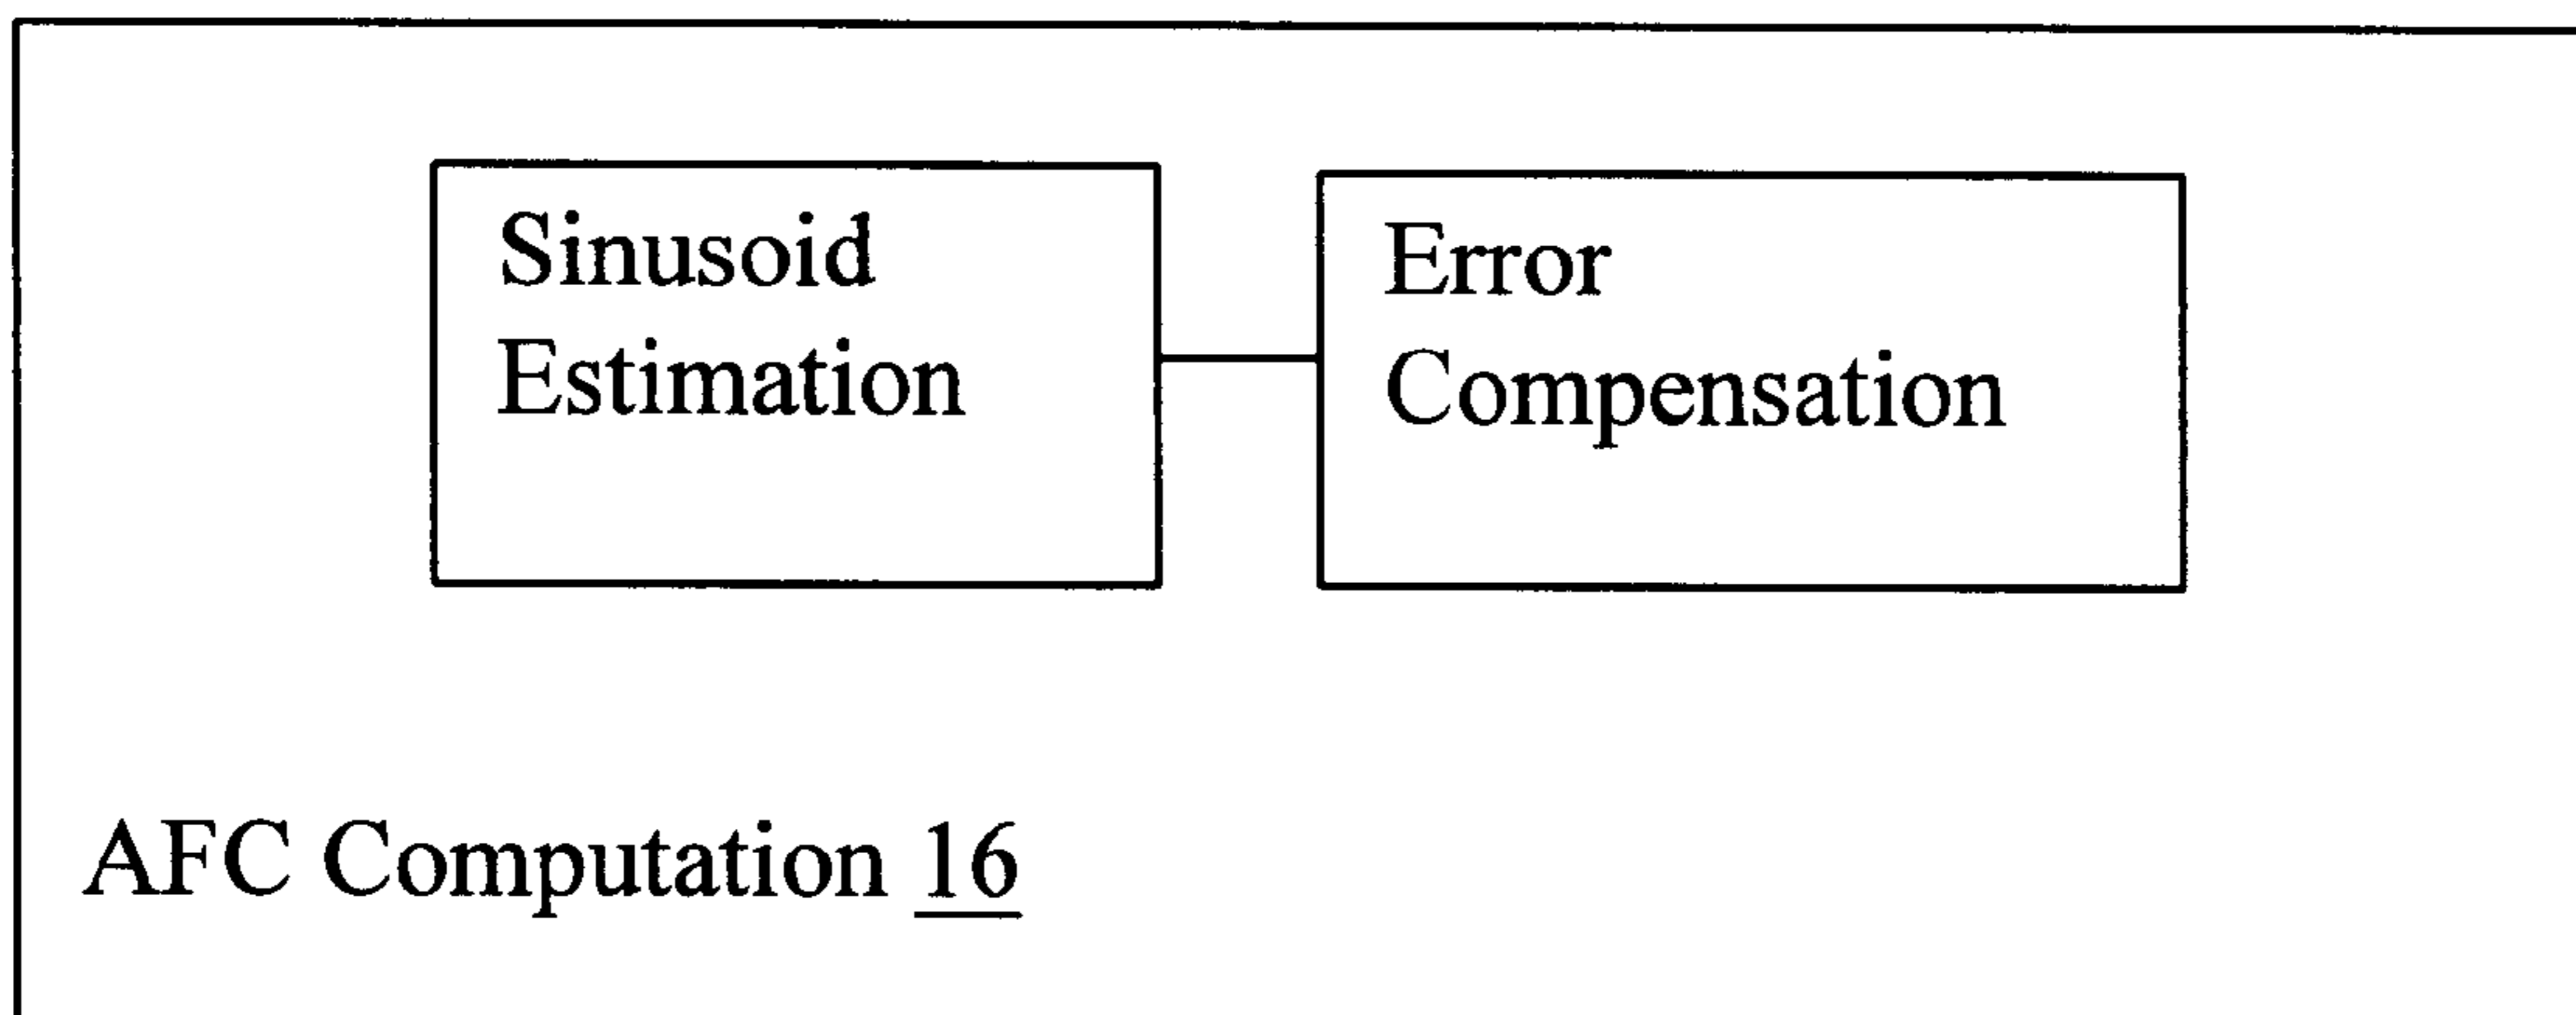 Sinusoid
Estimation
Error
Compensation
AFC Computation 16